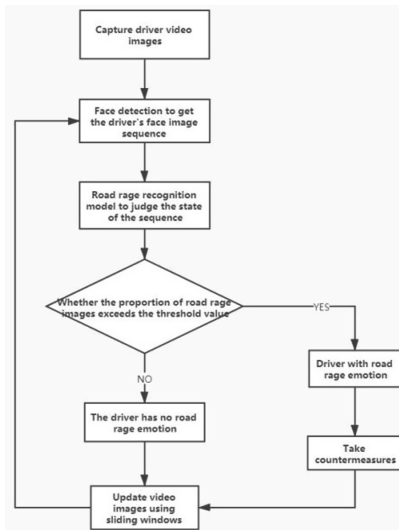 Capture driver video
images
Face detection to get
the driver's face image
sequence
Road rage recognition
model to judge the state
of the sequence
Whether the proportion of road rage
images exceeds the threshold value
YES
NO
Driver with road
rage emotion
The driver has no road
rage emotion
Take
countermeasures
Update video
images using
sliding windows